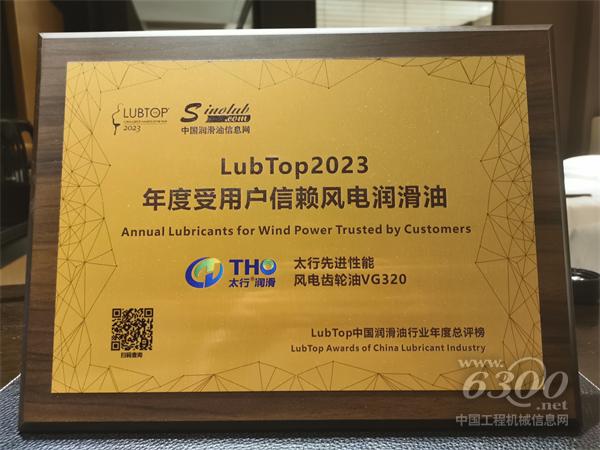 LUBTOP
2023
Sinolub
.com
中国润滑油信息网
LubTop2023
年度受用户信赖风电润滑油
Annual Lubricants for Wind Power Trusted by Customers
THO
太行®润滑
太行先进性能
风电齿轮油VG320
扫码查询
LubTop中国润滑油行业年度总评榜
LubTop Awards of China Lubricant Industry
www.
6300
.net
中国工程机械信息网